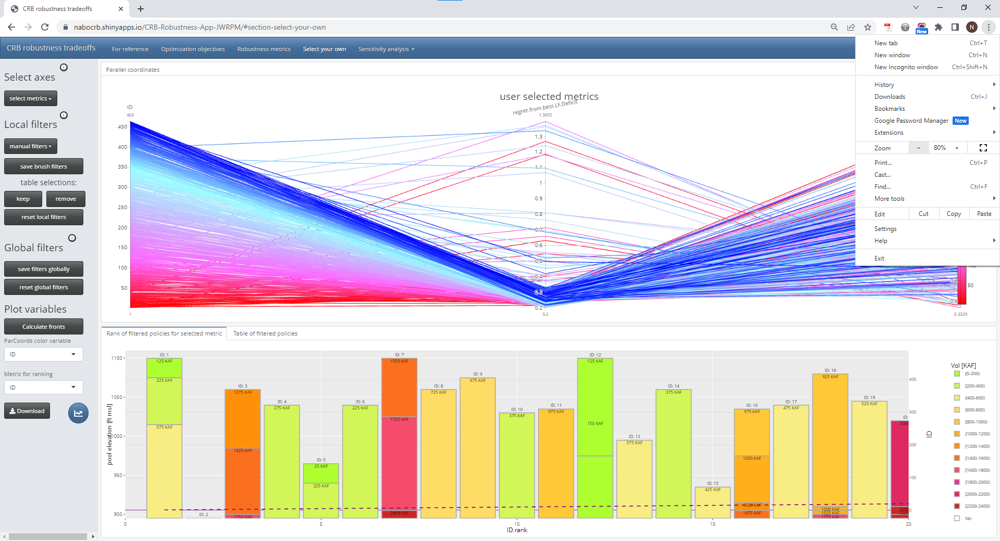 CRB robustness tradeoffs
nabocrb.shinyapps.io/CRB-Robustness-App-JWRPM/#section-select-your-own
New
N
CRB robustness tradeoffs
For reference
Optimization objectives
Robustness metrics
Select your own
Sensitivity analysis
New tab Ctrl+T
New window Ctrl+N
New Incognito window Ctrl+Shift+N
History
Downloads Ctrl+J
Bookmarks
Google Password Manager New
Extensions
Zoom − 80% +
Print... Ctrl+P
Cast...
Find... Ctrl+F
More tools
Edit Cut Copy Paste
Settings
Help
Exit
Select axes
select metrics
Local filters
manual filters
save brush filters
table selections:
keep remove
reset local filters
Global filters
save filters globally
reset global filters
Plot variables
Calculate fronts
ParCoords color variable
ID
Metric for ranking
ID
Download
Parallel coordinates
user selected metrics
ID
463
450
400
350
300
250
200
150
100
50
1
regret.from.best.LF.Deficit
1.3955
1.3
1.2
1.1
1
0.9
0.8
0.7
0.6
0.5
0.4
0.3
0.2
0.2
50
0.3329
Rank of filtered policies for selected metric
Table of filtered policies
pool elevation [ft msl]
1100
1050
1000
950
900
ID: 1
125 KAF
225 KAF
575 KAF
ID: 2
ID: 3
1275 KAF
1425 KAF
1750 KAF
ID: 4
275 KAF
ID: 5
25 KAF
325 KAF
ID: 6
225 KAF
ID: 7
1550 KAF
1725 KAF
2400 KAF
ID: 8
725 KAF
ID: 9
675 KAF
ID: 10
375 KAF
ID: 11
975 KAF
ID: 12
125 KAF
150 KAF
ID: 13
575 KAF
ID: 14
375 KAF
ID: 15
425 KAF
ID: 16
975 KAF
1050 KAF
1325 KAF
1475 KAF
ID: 17
475 KAF
ID: 18
925 KAF
1000 KAF
1025 KAF
1775 KAF
ID: 19
525 KAF
ID:
2000
0
5
10
15
20
ID rank
400
300
200
100
0
ID
Vol [KAF]
[0-200)
[200-400)
[400-600)
[600-800)
[800-1000)
[1000-1200)
[1200-1400)
[1400-1600)
[1600-1800)
[1800-2000)
[2000-2200)
[2200-2400)
NA